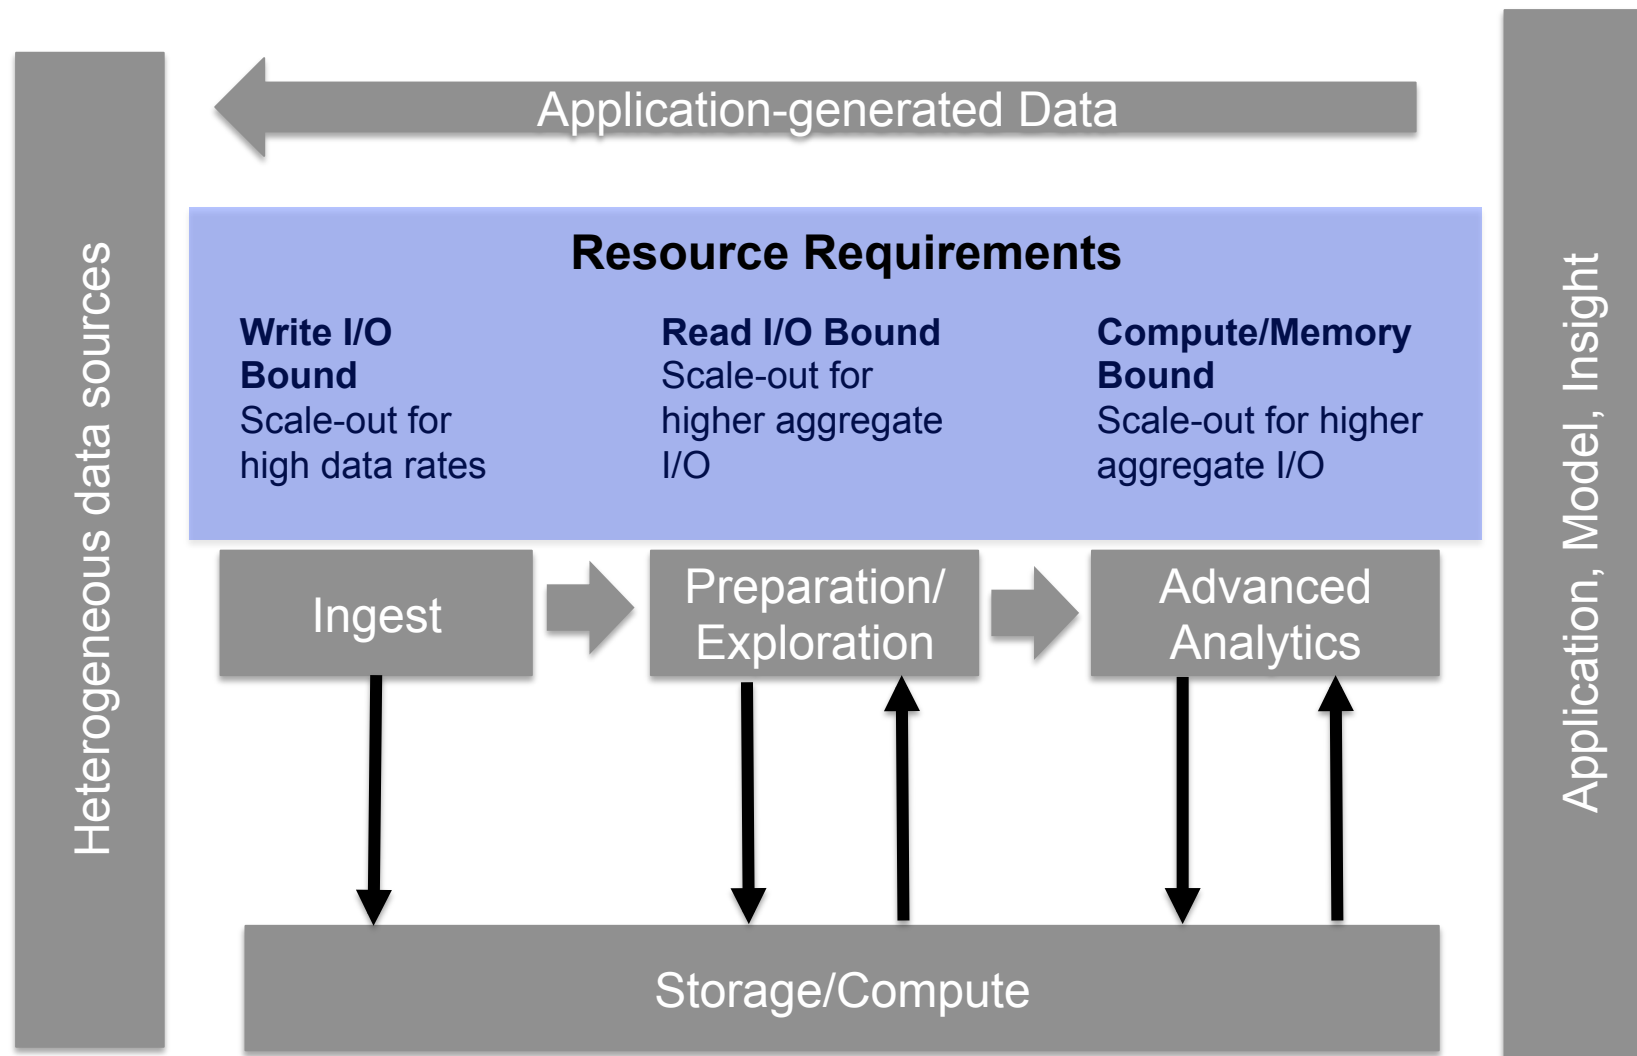 Application-generated Data
Heterogeneous data sources
Resource Requirements
Write I/O
Bound
Scale-out for
high data rates
Read I/O Bound
Scale-out for
higher aggregate
I/O
Compute/Memory
Bound
Scale-out for higher
aggregate I/O
Ingest
Preparation/
Exploration
Advanced
Analytics
Storage/Compute
Application, Model, Insight